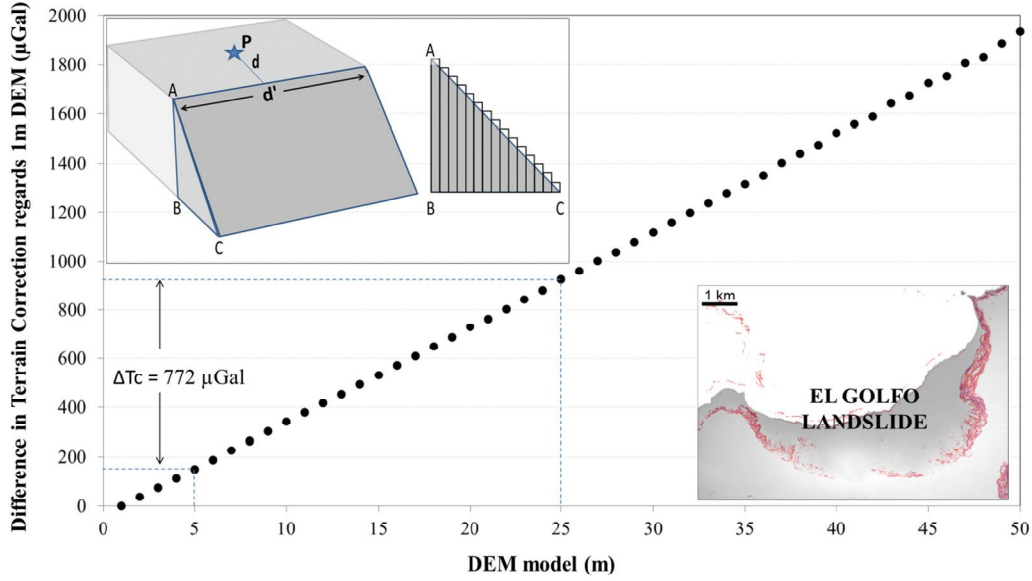 Difference in Terrain Correction regards 1m DEM (μGal)
2000
1800
1600
1400
1200
1000
800
600
400
200
0
P
d
A
d'
B
C
A
B
C
ΔTc = 772 μGal
1 km
EL GOLFO
LANDSLIDE
0
5
10
15
20
25
30
35
40
45
50
DEM model (m)